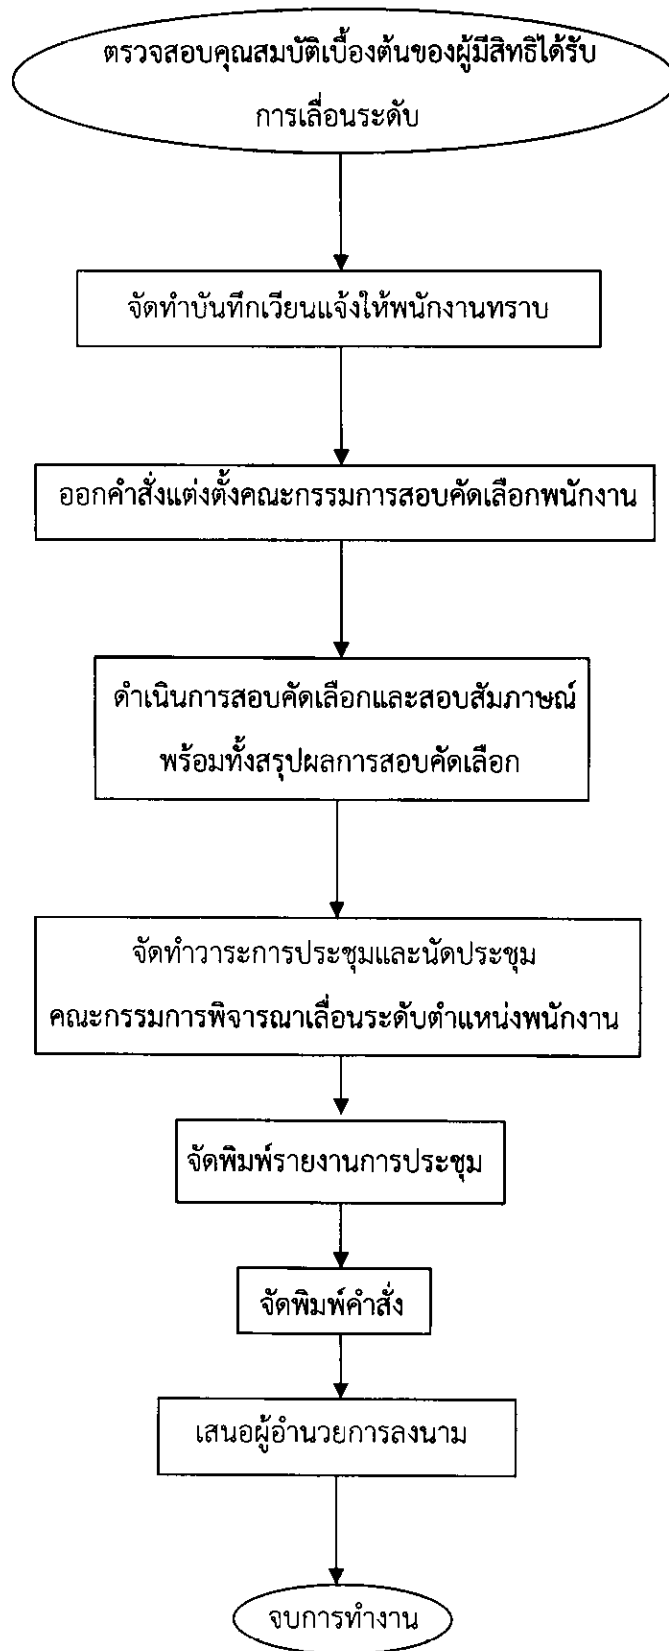 ตรวจสอบคุณสมบัติเบื้องต้นของผู้มีสิทธิได้รับ
การเลื่อนระดับ
จัดทำบันทึกเวียนแจ้งให้พนักงานทราบ
ออกคำสั่งแต่งตั้งคณะกรรมการสอบคัดเลือกพนักงาน
ดำเนินการสอบคัดเลือกและสอบสัมภาษณ์
พร้อมทั้งสรุปผลการสอบคัดเลือก
จัดทำวาระการประชุมและนัดประชุม
คณะกรรมการพิจารณาเลื่อนระดับตำแหน่งพนักงาน
จัดพิมพ์รายงานการประชุม
จัดพิมพ์คำสั่ง
เสนอผู้อำนวยการลงนาม
จบการทำงาน